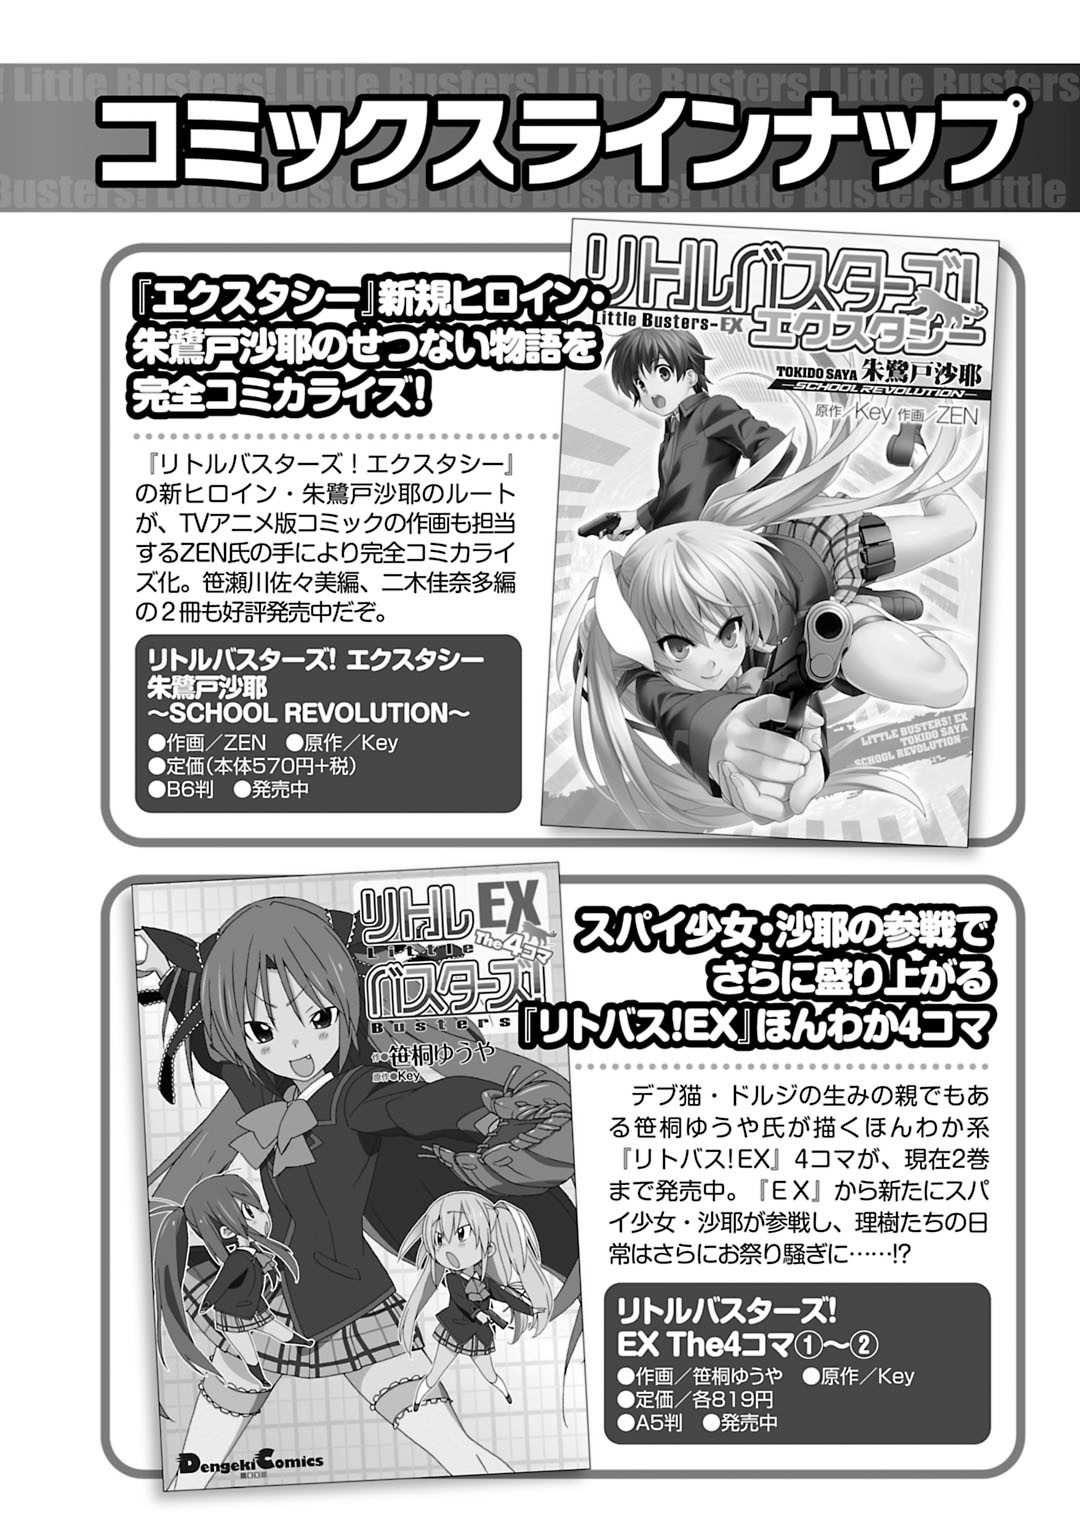 Little Busters! Little Busters! Little Busters! Little Busters
コミックスラインナップ
Busters! Little Busters! Little Busters! Little Busters! Little
『エクスタシー』新規ヒロイン・
朱鷺戸沙耶のせつない物語を
完全コミカライズ!
『リトルバスターズ！エクスタシー』
の新ヒロイン・朱鷺戸沙耶のルート
が、TVアニメ版コミックの作画も担当
するZEN氏の手により完全コミカライ
ズ化。笹瀬川佐々美編、二木佳奈多編
の２冊も好評発売中だぞ。
リトルバスターズ! エクスタシー
朱鷺戸沙耶
～SCHOOL REVOLUTION～
●作画／ZEN　●原作／Key
●定価(本体570円+税)
●B6判　●発売中
リトルバスターズ!
Little Busters-EX エクスタシー
TOKIDO SAYA 朱鷺戸沙耶
—SCHOOL REVOLUTION—
原作／Key 作画／ZEN
LITTLE BUSTERS! EX
TOKIDO SAYA
—SCHOOL REVOLUTION—
リトル EX
Little The4コマ
バスターズ!
Busters
作●笹桐ゆうや
原作●Key
Dengeki Comics
スパイ少女・沙耶の参戦で
さらに盛り上がる
『リトバス!EX』ほんわか4コマ
デブ猫・ドルジの生みの親でもあ
る笹桐ゆうや氏が描くほんわか系
『リトバス!EX』4コマが、現在2巻
まで発売中。『ＥＸ』から新たにスパ
イ少女・沙耶が参戦し、理樹たちの日
常はさらにお祭り騒ぎに……!?
リトルバスターズ!
EX The4コマ①～②
●作画／笹桐ゆうや　●原作／Key
●定価／各819円
●A5判　●発売中